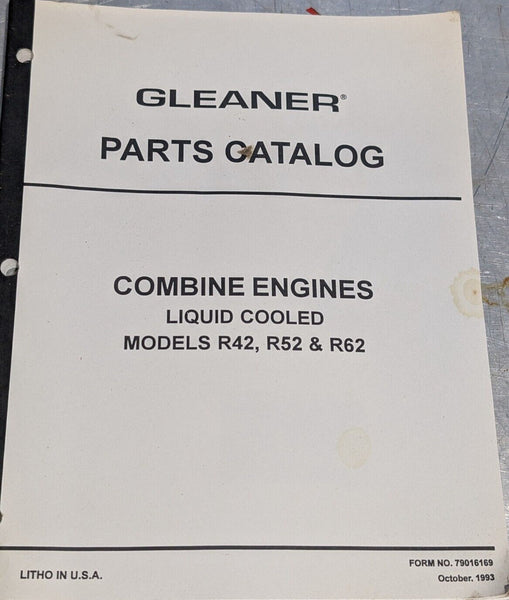 GLEANER®
PARTS CATALOG
COMBINE ENGINES
LIQUID COOLED
MODELS R42, R52 & R62
LITHO IN U.S.A.
FORM NO. 79016169
October. 1993